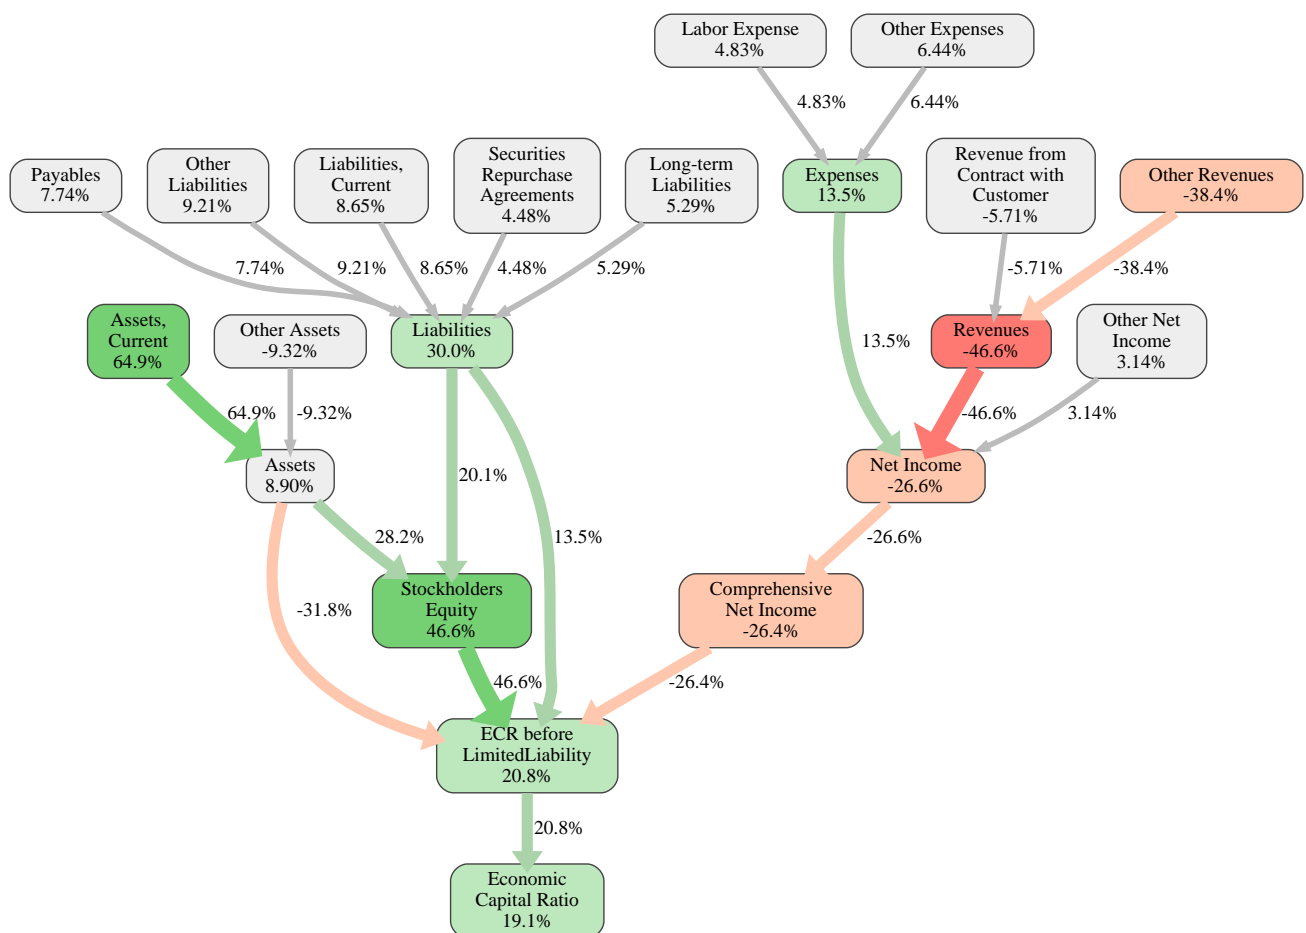 Labor Expense
4.83%
Other Expenses
6.44%
4.83%
6.44%
Payables
7.74%
Other
Liabilities
9.21%
Liabilities,
Current
8.65%
Securities
Repurchase
Agreements
4.48%
Long-term
Liabilities
5.29%
Expenses
13.5%
Revenue from
Contract with
Customer
-5.71%
Other Revenues
-38.4%
7.74%
9.21%
8.65%
4.48%
5.29%
-5.71%
-38.4%
Assets,
Current
64.9%
Other Assets
-9.32%
Liabilities
30.0%
13.5%
Revenues
-46.6%
Other Net
Income
3.14%
64.9%
-9.32%
-46.6%
3.14%
Assets
8.90%
20.1%
Net Income
-26.6%
28.2%
13.5%
-26.6%
-31.8%
Stockholders
Equity
46.6%
Comprehensive
Net Income
-26.4%
46.6%
-26.4%
ECR before
LimitedLiability
20.8%
20.8%
Economic
Capital Ratio
19.1%